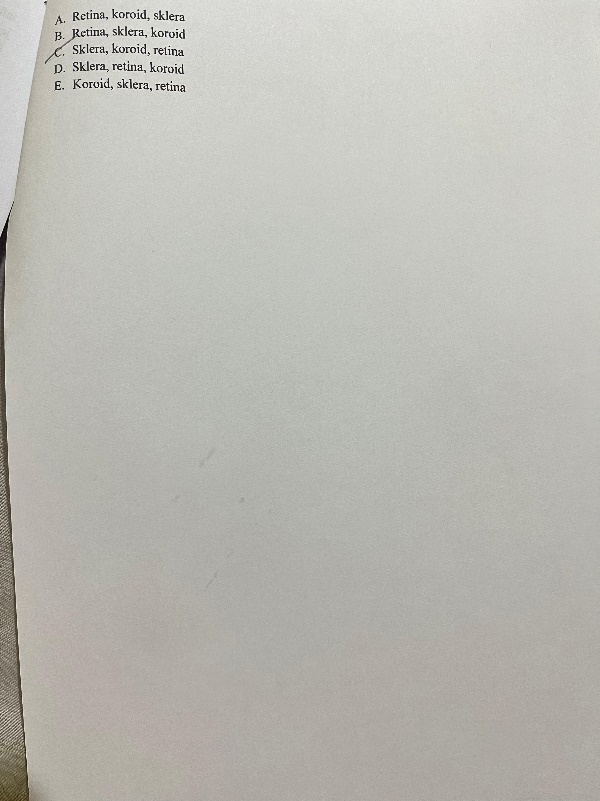 A. Retina, koroid, sklera
B. Retina, sklera, koroid
C. Sklera, koroid, retina
D. Sklera, retina, koroid
E. Koroid, sklera, retina